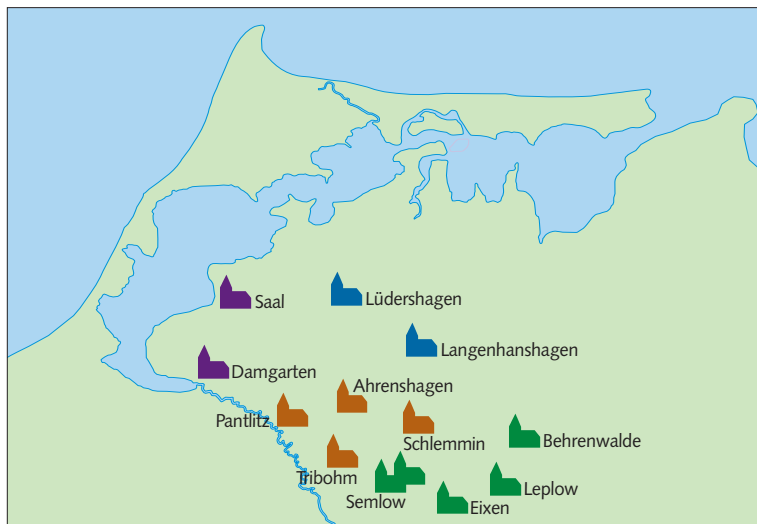 Saal
Lüdershagen
Langenhanshagen
Damgarten
Ahrenshagen
Pantlitz
Schlemmin
Behrenwalde
Tribohm
Semlow
Leplow
Eixen